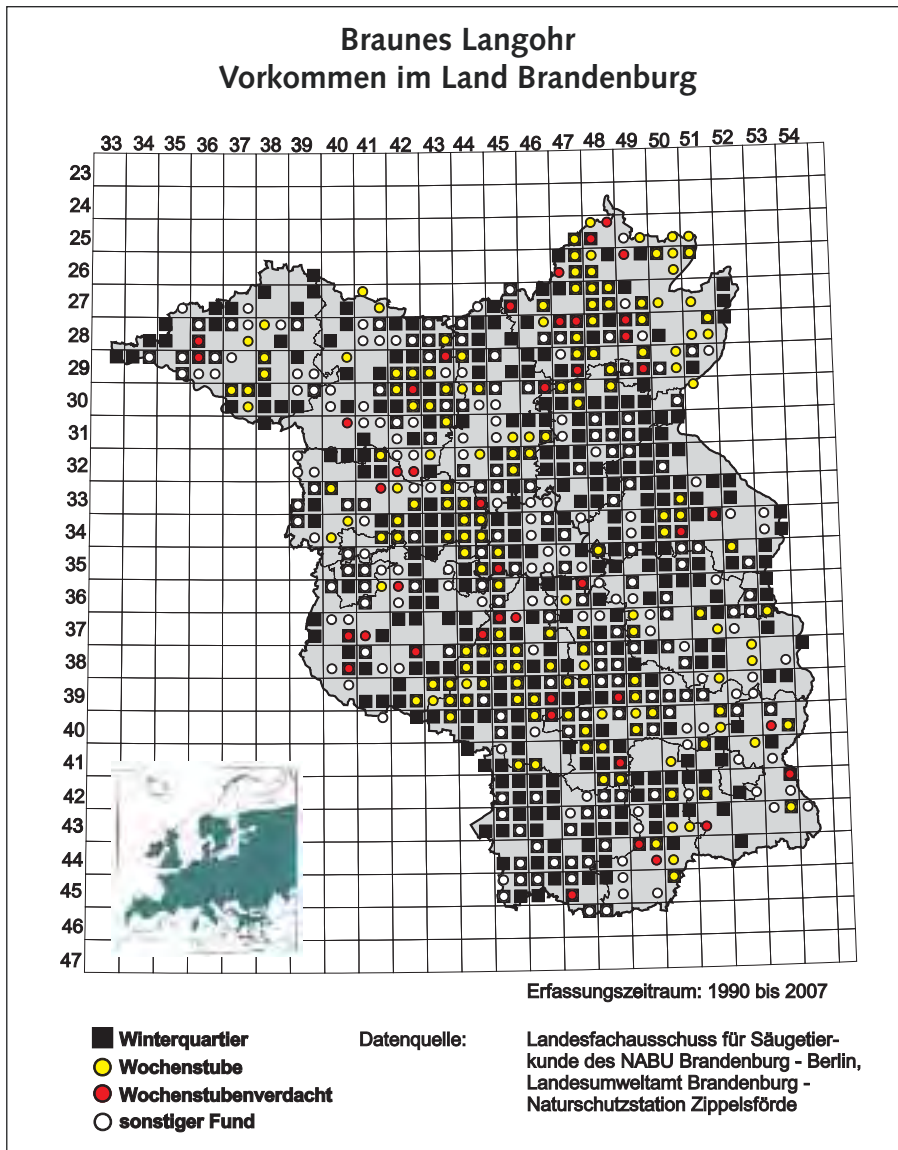 Braunes Langohr
Vorkommen im Land Brandenburg
33 34 35 36 37 38 39 40 41 42 43 44 45 46 47 48 49 50 51 52 53 54
23
24
25
26
27
28
29
30
31
32
33
34
35
36
37
38
39
40
41
42
43
44
45
46
47
Erfassungszeitraum: 1990 bis 2007
Winterquartier
Wochenstube
Wochenstubenverdacht
sonstiger Fund
Datenquelle:
Landesfachausschuss für Säugetier-
kunde des NABU Brandenburg - Berlin,
Landesumweltamt Brandenburg -
Naturschutzstation Zippelsförde